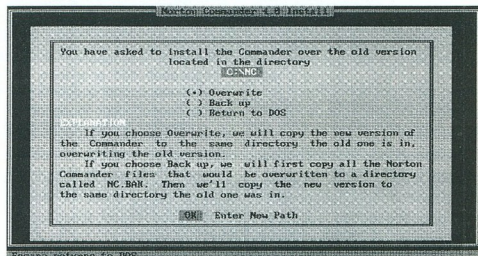 Norton Commander 4.0 Install
You have asked to install the Commander over the old version
located in the directory
C:\NC
(•) Overwrite
( ) Back up
( ) Return to DOS
EXPLANATION
If you choose Overwrite, we will copy the new version of
the Commander to the same directory the old one is in,
overwriting the old version.
If you choose Back up, we will first copy all the Norton
Commander files that would be overwritten to a directory
called NC.BAK. Then we'll copy the new version to
the same directory the old one was in.
OK Enter New Path
Escape returns to DOS